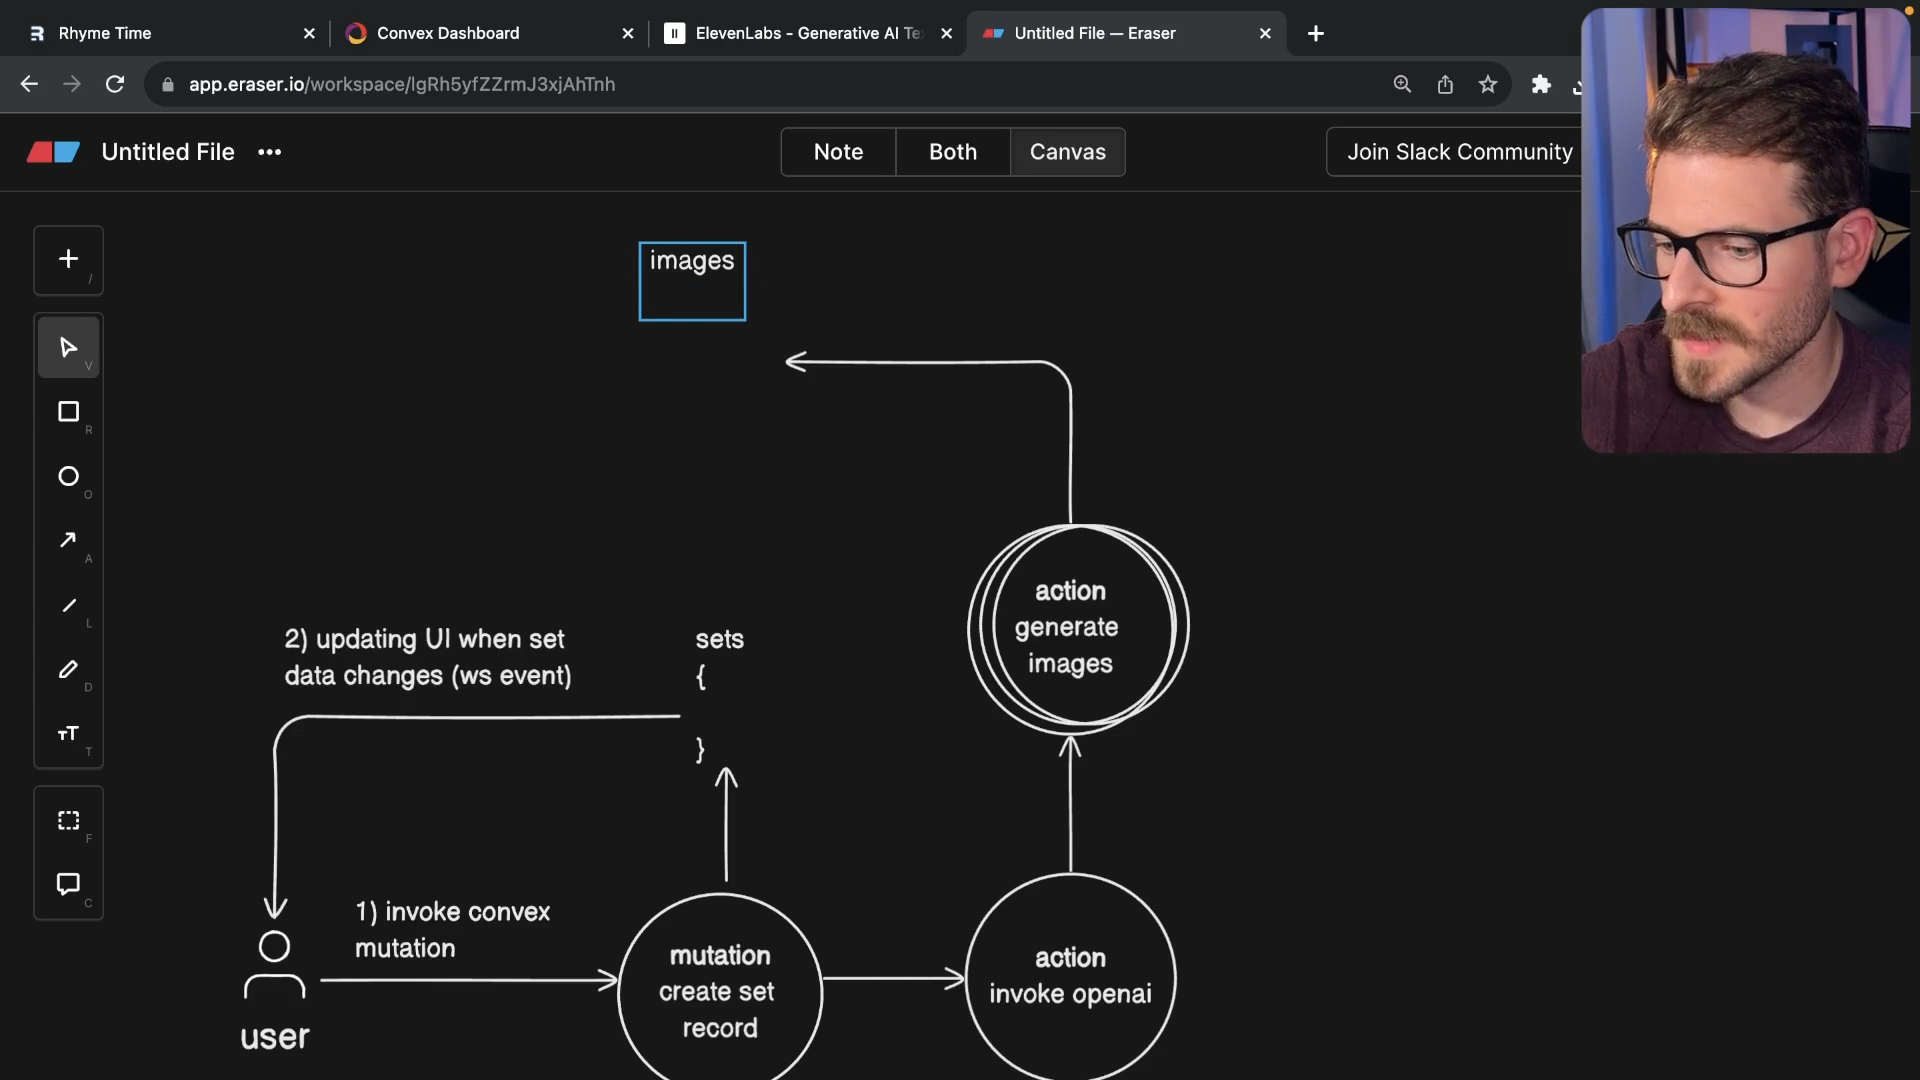 Rhyme Time
Convex Dashboard
ElevenLabs - Generative AI Te
Untitled File — Eraser
app.eraser.io/workspace/lgRh5yfZZrmJ3xjAhTnh
Untitled File
Note
Both
Canvas
Join Slack Community
/
V
R
O
A
L
D
T
F
C
images
action
generate
images
2) updating UI when set
data changes (ws event)
sets
{
}
1) invoke convex
mutation
mutation
create set
record
action
invoke openai
user